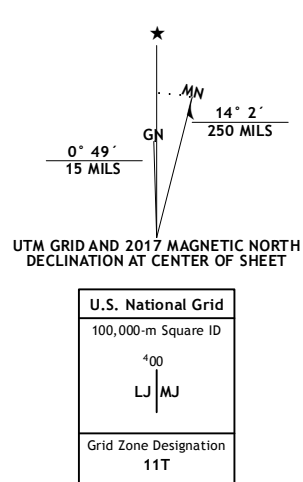 ★
MN
GN
14° 2´
250 MILS
0° 49´
15 MILS
UTM GRID AND 2017 MAGNETIC NORTH
DECLINATION AT CENTER OF SHEET
U.S. National Grid
100,000-m Square ID
⁴00
LJ MJ
Grid Zone Designation
11T